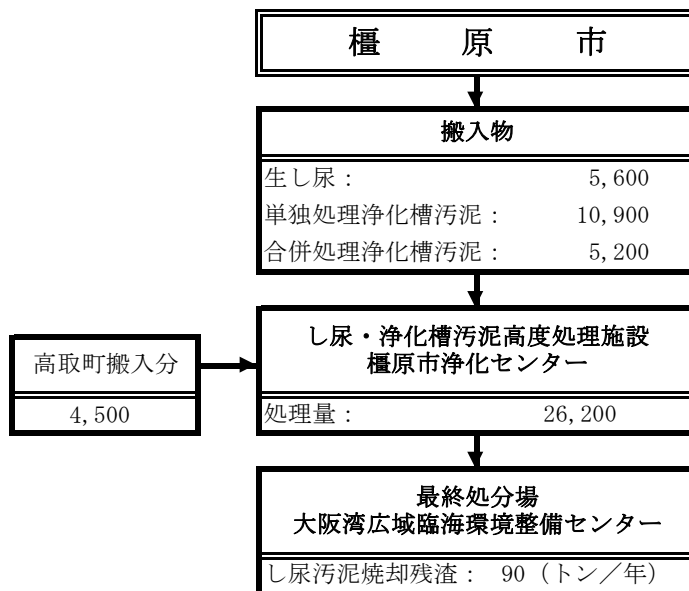 橿原市
搬入物
生し尿： 5,600
単独処理浄化槽汚泥： 10,900
合併処理浄化槽汚泥： 5,200
高取町搬入分
4,500
し尿・浄化槽汚泥高度処理施設
橿原市浄化センター
処理量： 26,200
最終処分場
大阪湾広域臨海環境整備センター
し尿汚泥焼却残渣： 90（トン／年）